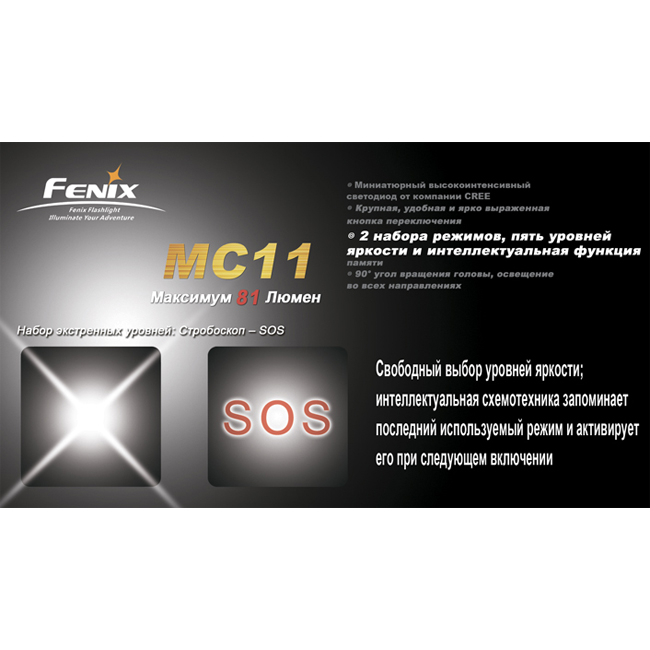 FENIX
Fenix Flashlight
Illuminate Your Adventure
MC11
Максимум 81 Люмен
Набор экстренных уровней: Стробоскоп – SOS
SOS
• Миниатюрный высокоинтенсивный
светодиод от компании CREE
• Крупная, удобная и ярко выраженная
кнопка переключения
• 2 набора режимов, пять уровней
яркости и интеллектуальная функция
памяти
• 90° угол вращения головы, освещение
во всех направлениях
Свободный выбор уровней яркости;
интеллектуальная схемотехника запоминает
последний используемый режим и активирует
его при следующем включении